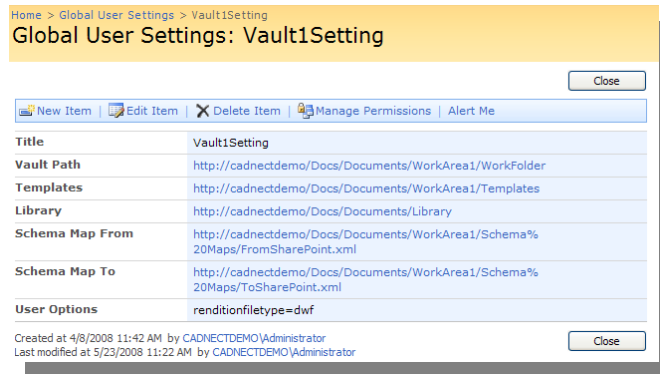 Home > Global User Settings > Vault1Setting
Global User Settings: Vault1Setting
Close
New Item | Edit Item | Delete Item | Manage Permissions | Alert Me
Title Vault1Setting
Vault Path http://cadnectdemo/Docs/Documents/WorkArea1/WorkFolder
Templates http://cadnectdemo/Docs/Documents/WorkArea1/Templates
Library http://cadnectdemo/Docs/Documents/Library
Schema Map From http://cadnectdemo/Docs/Documents/WorkArea1/Schema%
20Maps/FromSharePoint.xml
Schema Map To http://cadnectdemo/Docs/Documents/WorkArea1/Schema%
20Maps/ToSharePoint.xml
User Options renditionfiletype=dwf
Created at 4/8/2008 11:42 AM by CADNECTDEMO\Administrator
Last modified at 5/23/2008 11:22 AM by CADNECTDEMO\Administrator
Close